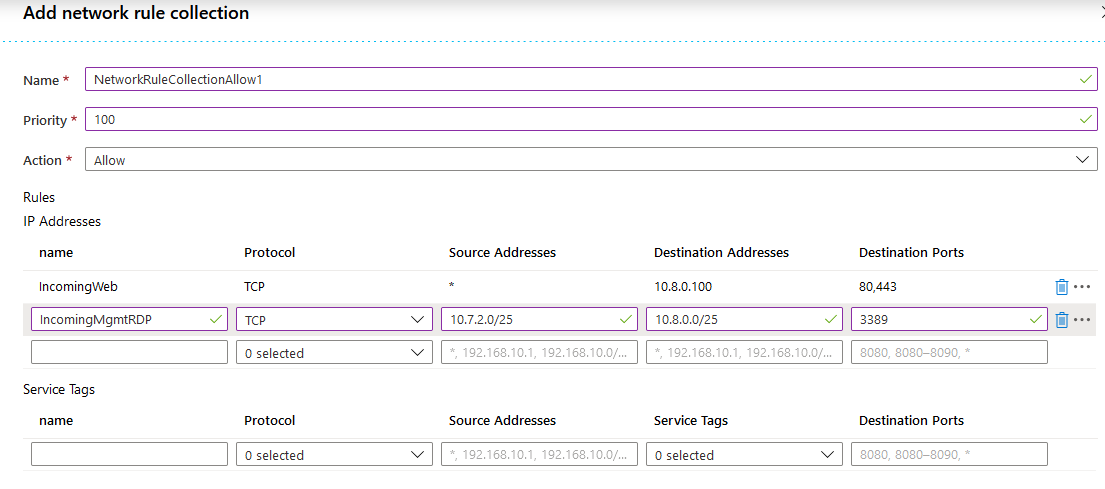 Add network rule collection
Name * NetworkRuleCollectionAllow1
Priority * 100
Action * Allow
Rules
IP Addresses
name Protocol Source Addresses Destination Addresses Destination Ports
IncomingWeb TCP * 10.8.0.100 80,443
IncomingMgmtRDP TCP 10.7.2.0/25 10.8.0.0/25 3389
0 selected *, 192.168.10.1, 192.168.10.0/... *, 192.168.10.1, 192.168.10.0/... 8080, 8080–8090, *
Service Tags
name Protocol Source Addresses Service Tags Destination Ports
0 selected *, 192.168.10.1, 192.168.10.0/... 0 selected 8080, 8080–8090, *